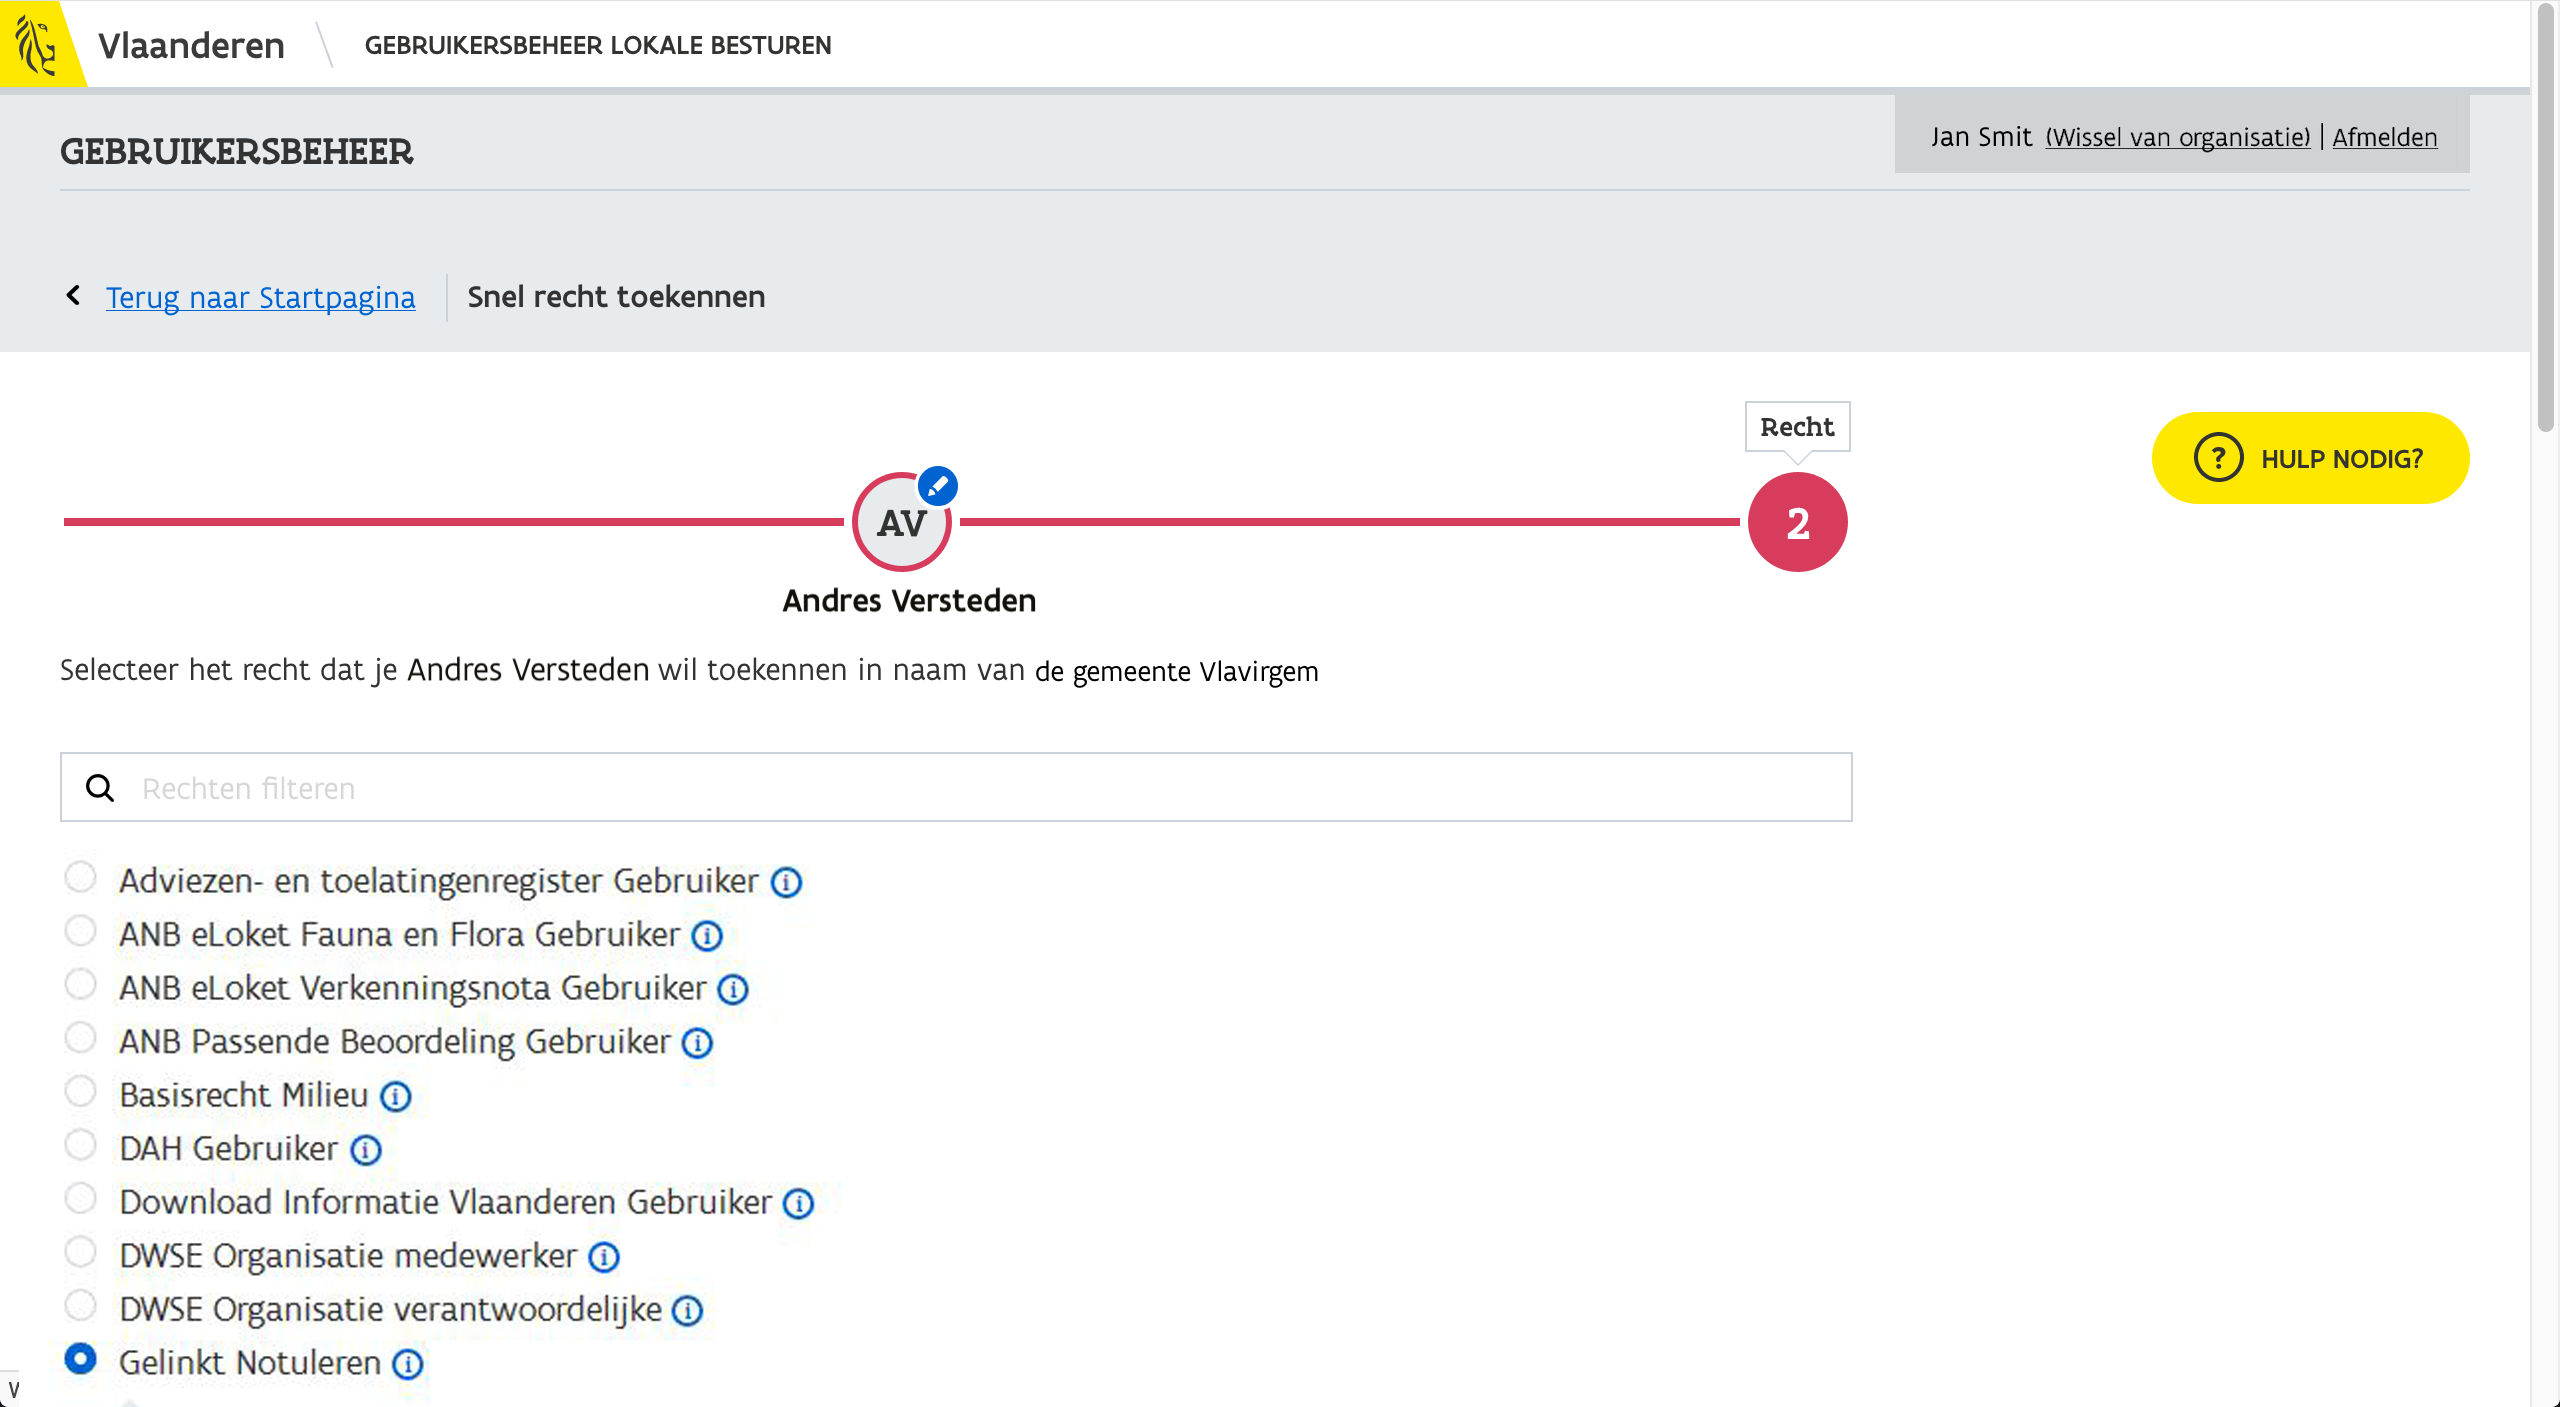 Vlaanderen
GEBRUIKERSBEHEER LOKALE BESTUREN
GEBRUIKERSBEHEER
Jan Smit (Wissel van organisatie) | Afmelden
Terug naar Startpagina
Snel recht toekennen
Recht
? HULP NODIG?
AV
2
Andres Versteden
Selecteer het recht dat je Andres Versteden wil toekennen in naam van de gemeente Vlavirgem
Rechten filteren
Adviezen- en toelatingenregister Gebruiker
ANB eLoket Fauna en Flora Gebruiker
ANB eLoket Verkenningsnota Gebruiker
ANB Passende Beoordeling Gebruiker
Basisrecht Milieu
DAH Gebruiker
Download Informatie Vlaanderen Gebruiker
DWSE Organisatie medewerker
DWSE Organisatie verantwoordelijke
Gelinkt Notuleren